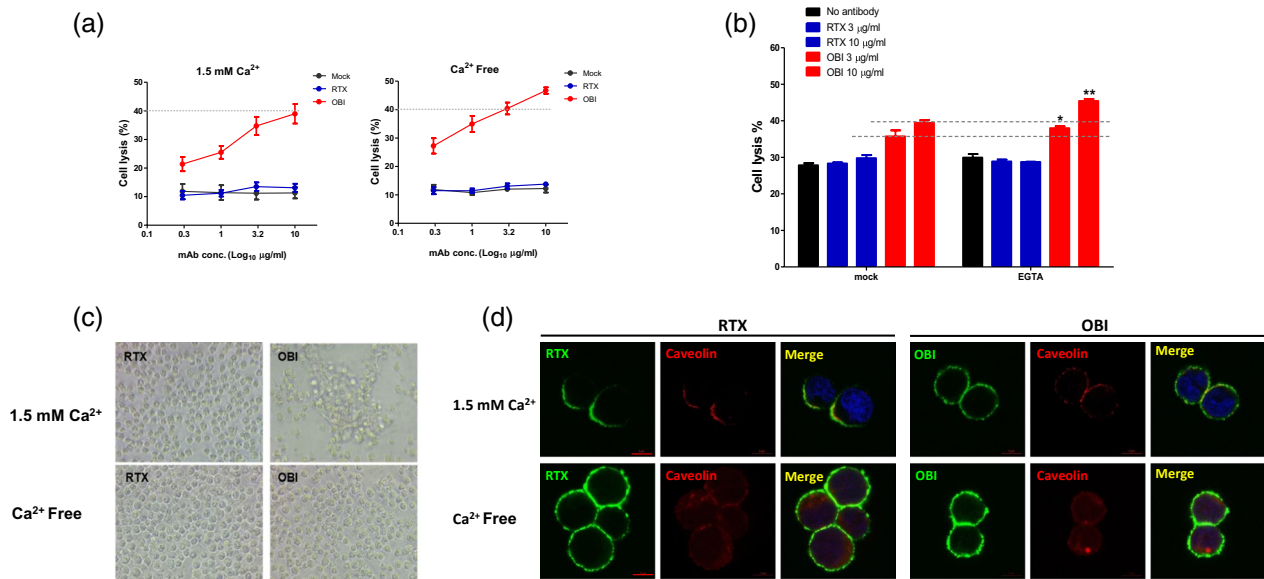 (a)
1.5 mM Ca²⁺
Mock
RTX
OBI
50
40
30
20
10
0
Cell lysis (%)
0.1
0.3
1
3.2
10
mAb conc. (Log₁₀ μg/ml)
Ca²⁺ Free
Mock
RTX
OBI
50
40
30
20
10
0
Cell lysis (%)
0.1
0.3
1
3.2
10
mAb conc. (Log₁₀ μg/ml)
(b)
No antibody
RTX 3 μg/ml
RTX 10 μg/ml
OBI 3 μg/ml
OBI 10 μg/ml
60
50
40
30
20
10
0
Cell lysis %
*
**
mock
EGTA
(c)
RTX
OBI
1.5 mM Ca²⁺
RTX
OBI
Ca²⁺ Free
(d)
RTX
OBI
RTX
Caveolin
Merge
OBI
Caveolin
Merge
1.5 mM Ca²⁺
RTX
Caveolin
Merge
OBI
Caveolin
Merge
Ca²⁺ Free